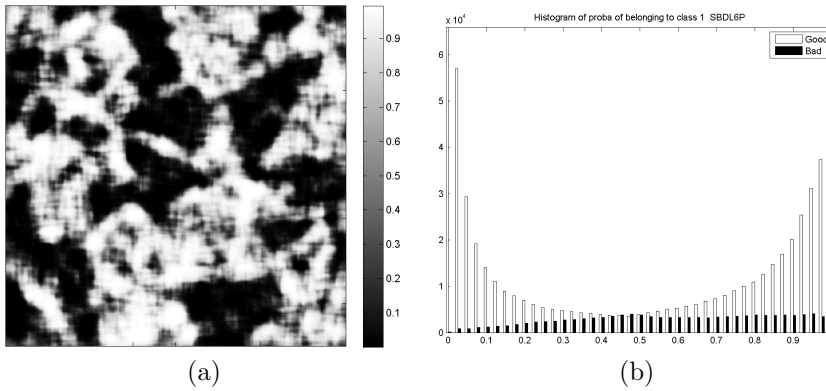 0.9
0.8
0.7
0.6
0.5
0.4
0.3
0.2
0.1
(a)
Histogram of proba of belonging to class 1 SBDL6P
x 10⁴
6
5
4
3
2
1
0
0 0.1 0.2 0.3 0.4 0.5 0.6 0.7 0.8 0.9
Good
Bad
(b)